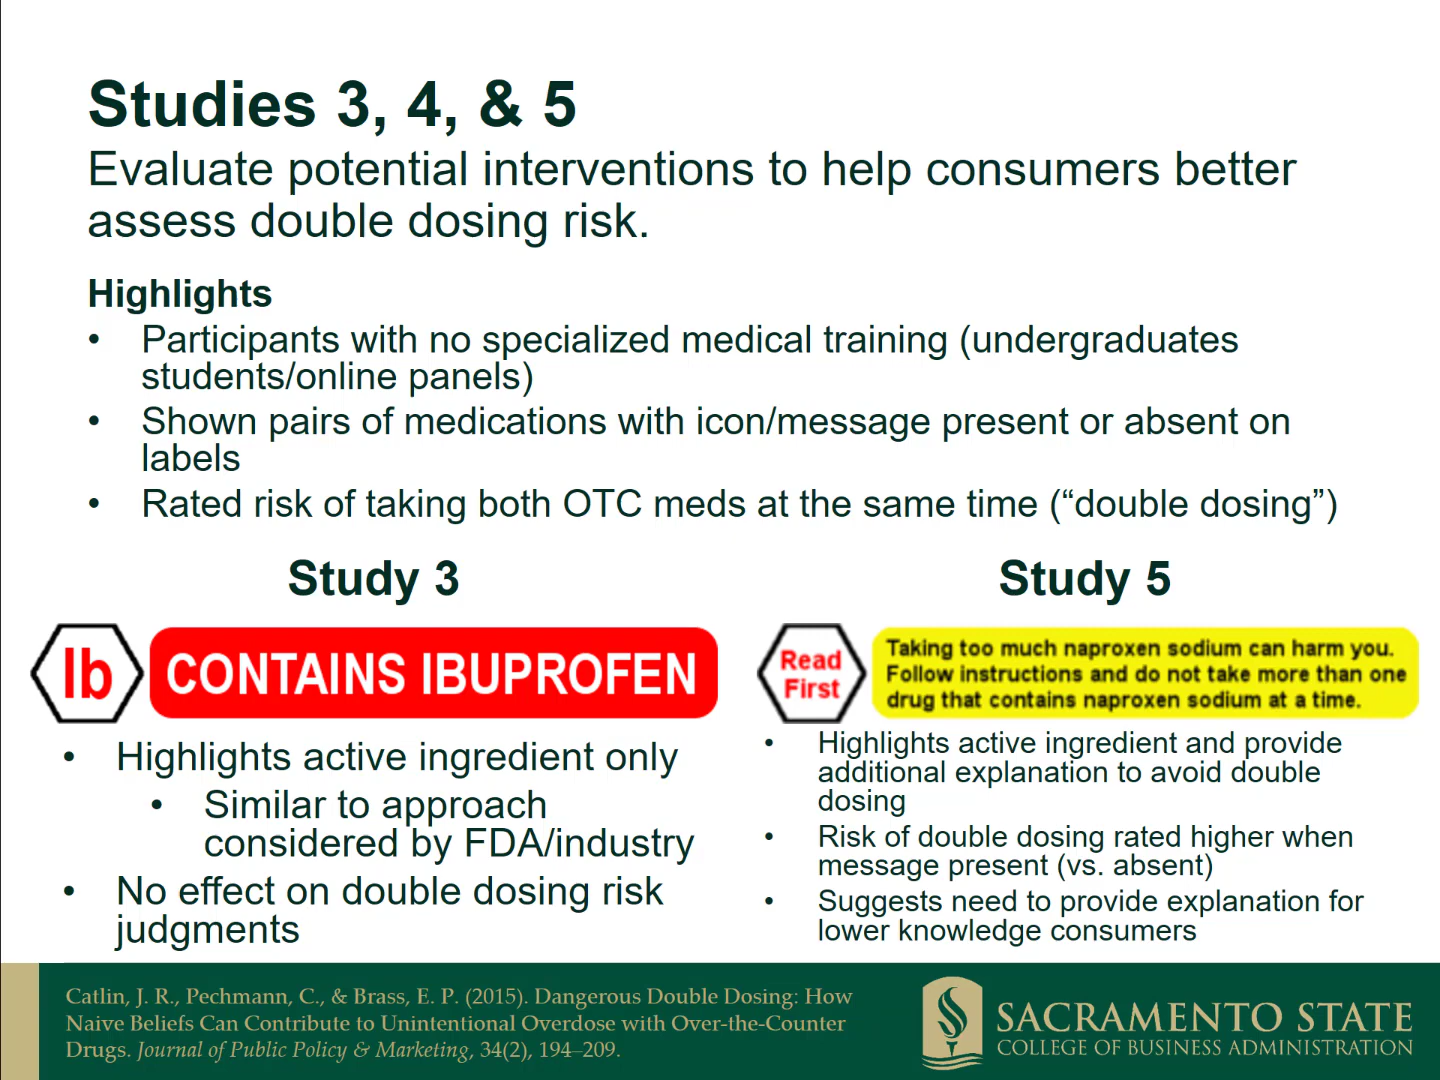 Studies 3, 4, & 5
Evaluate potential interventions to help consumers better
assess double dosing risk.
Highlights
• Participants with no specialized medical training (undergraduates
students/online panels)
• Shown pairs of medications with icon/message present or absent on
labels
• Rated risk of taking both OTC meds at the same time (“double dosing”)
Study 3
Ib
CONTAINS IBUPROFEN
• Highlights active ingredient only
• Similar to approach
considered by FDA/industry
• No effect on double dosing risk
judgments
Study 5
Read
First
Taking too much naproxen sodium can harm you.
Follow instructions and do not take more than one
drug that contains naproxen sodium at a time.
• Highlights active ingredient and provide
additional explanation to avoid double
dosing
• Risk of double dosing rated higher when
message present (vs. absent)
• Suggests need to provide explanation for
lower knowledge consumers
Catlin, J. R., Pechmann, C., & Brass, E. P. (2015). Dangerous Double Dosing: How
Naive Beliefs Can Contribute to Unintentional Overdose with Over-the-Counter
Drugs. Journal of Public Policy & Marketing, 34(2), 194–209.
SACRAMENTO STATE
COLLEGE OF BUSINESS ADMINISTRATION